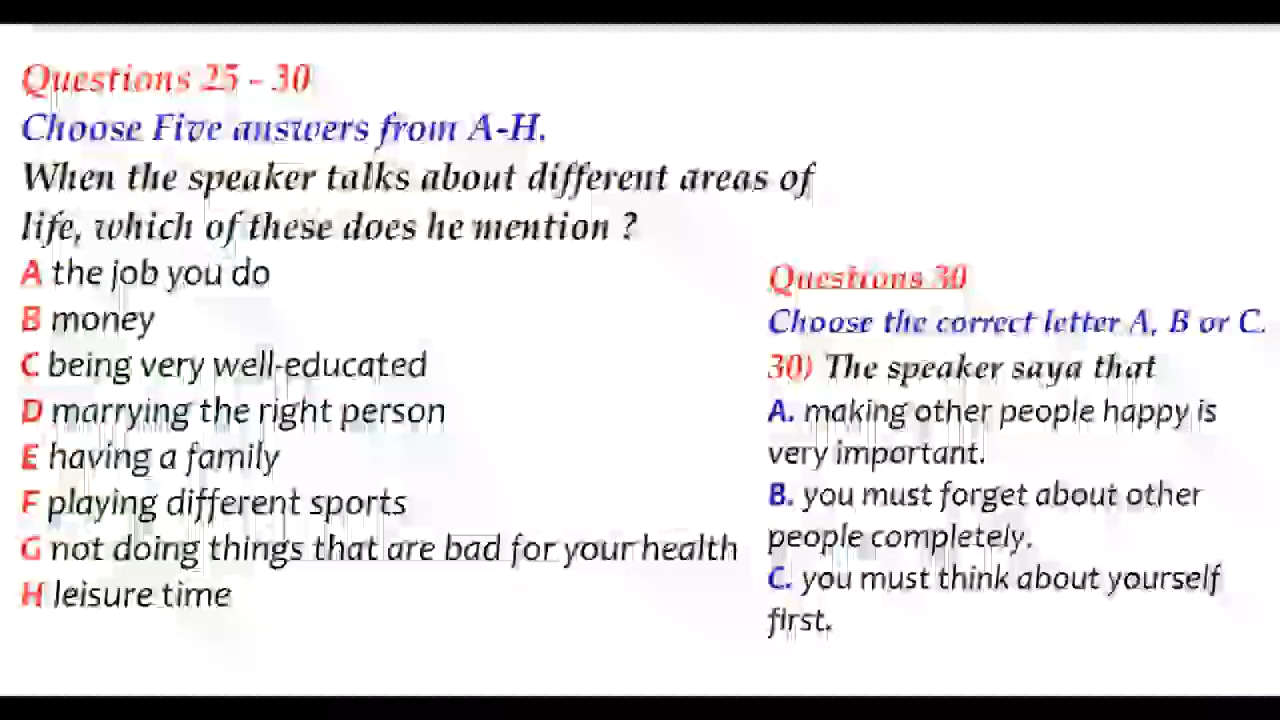 Questions 25 - 30
Choose Five answers from A-H.
When the speaker talks about different areas of
life, which of these does he mention ?
A the job you do
B money
C being very well-educated
D marrying the right person
E having a family
F playing different sports
G not doing things that are bad for your health
H leisure time
Questions 30
Choose the correct letter A, B or C.
30) The speaker saya that
A. making other people happy is
very important.
B. you must forget about other
people completely.
C. you must think about yourself
first.